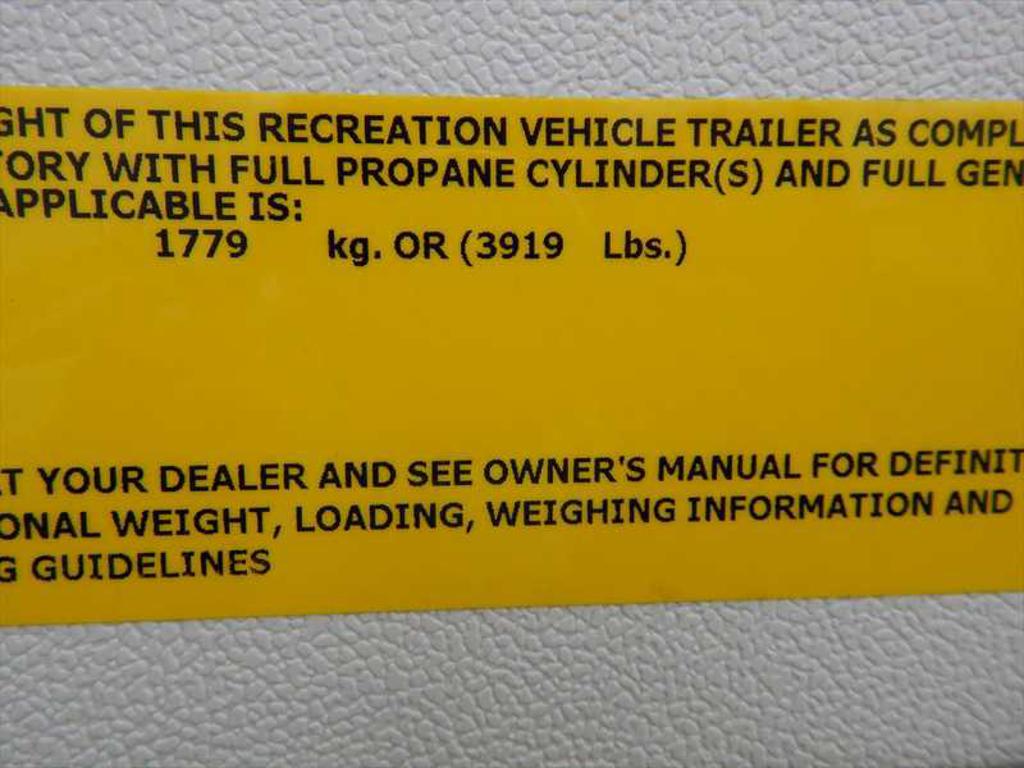 GHT OF THIS RECREATION VEHICLE TRAILER AS COMPL
TORY WITH FULL PROPANE CYLINDER(S) AND FULL GEN
APPLICABLE IS:
1779 kg. OR (3919 Lbs.)
T YOUR DEALER AND SEE OWNER'S MANUAL FOR DEFINIT
ONAL WEIGHT, LOADING, WEIGHING INFORMATION AND
G GUIDELINES